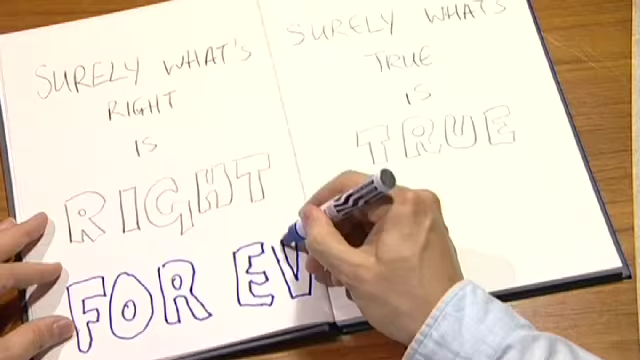 SURELY WHAT'S
RIGHT
IS
RIGHT
SURELY WHAT'S
TRUE
IS
TRUE
FOR EV